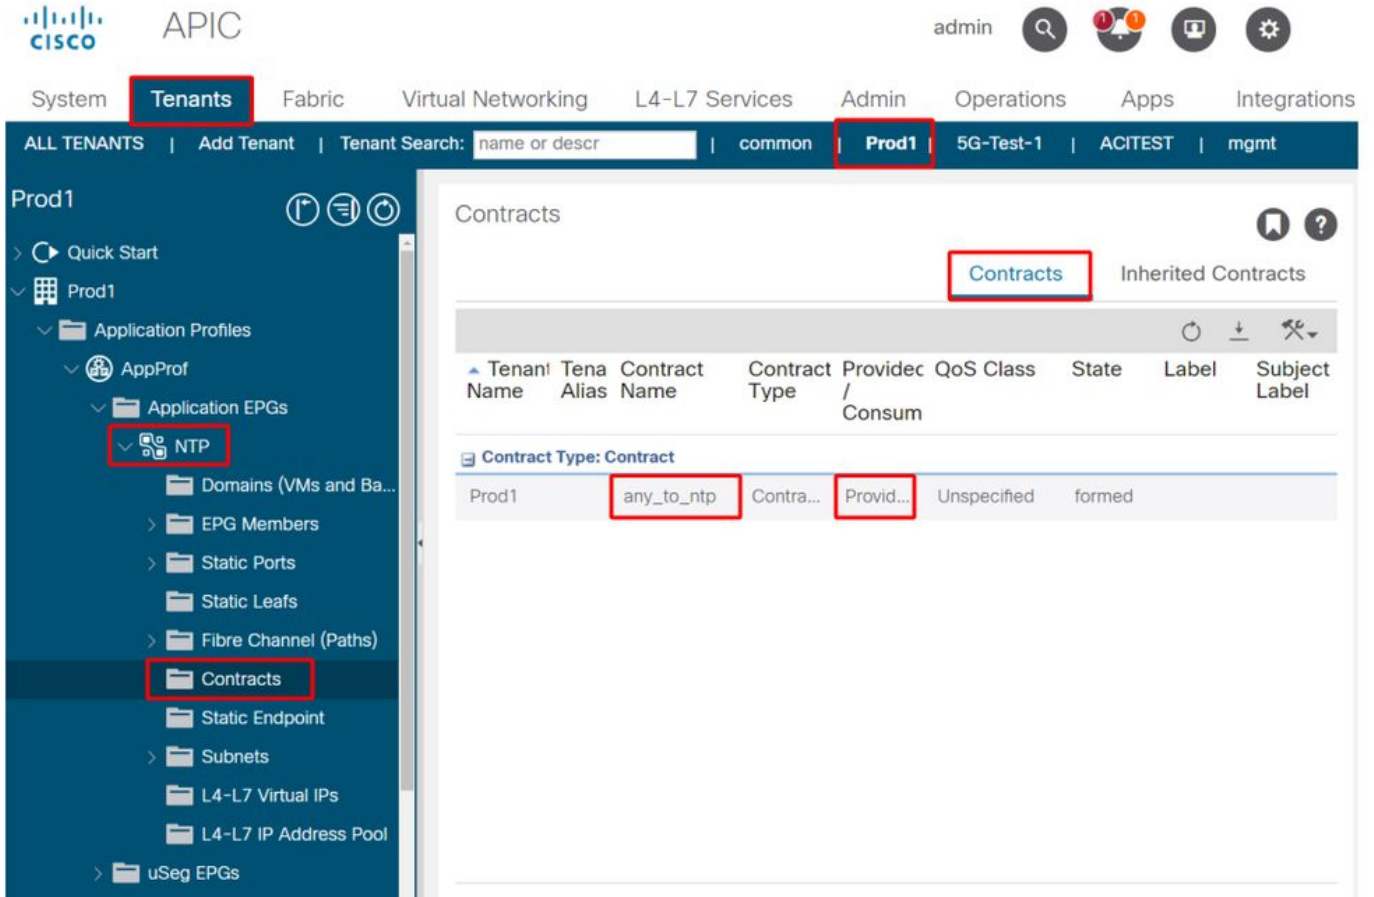 CISCO APIC admin 1 1
System Tenants Fabric Virtual Networking L4-L7 Services Admin Operations Apps Integrations
ALL TENANTS | Add Tenant | Tenant Search: name or descr | common | Prod1 | 5G-Test-1 | ACITEST | mgmt
Prod1
Quick Start
Prod1
Application Profiles
AppProf
Application EPGs
NTP
Domains (VMs and Ba...
EPG Members
Static Ports
Static Leafs
Fibre Channel (Paths)
Contracts
Static Endpoint
Subnets
L4-L7 Virtual IPs
L4-L7 IP Address Pool
uSeg EPGs
Contracts
Contracts Inherited Contracts
Tenant Tena Contract Contract Providec QoS Class State Label Subject
Name Alias Name Type / Label
Consum
Contract Type: Contract
Prod1 any_to_ntp Contra... Provid... Unspecified formed